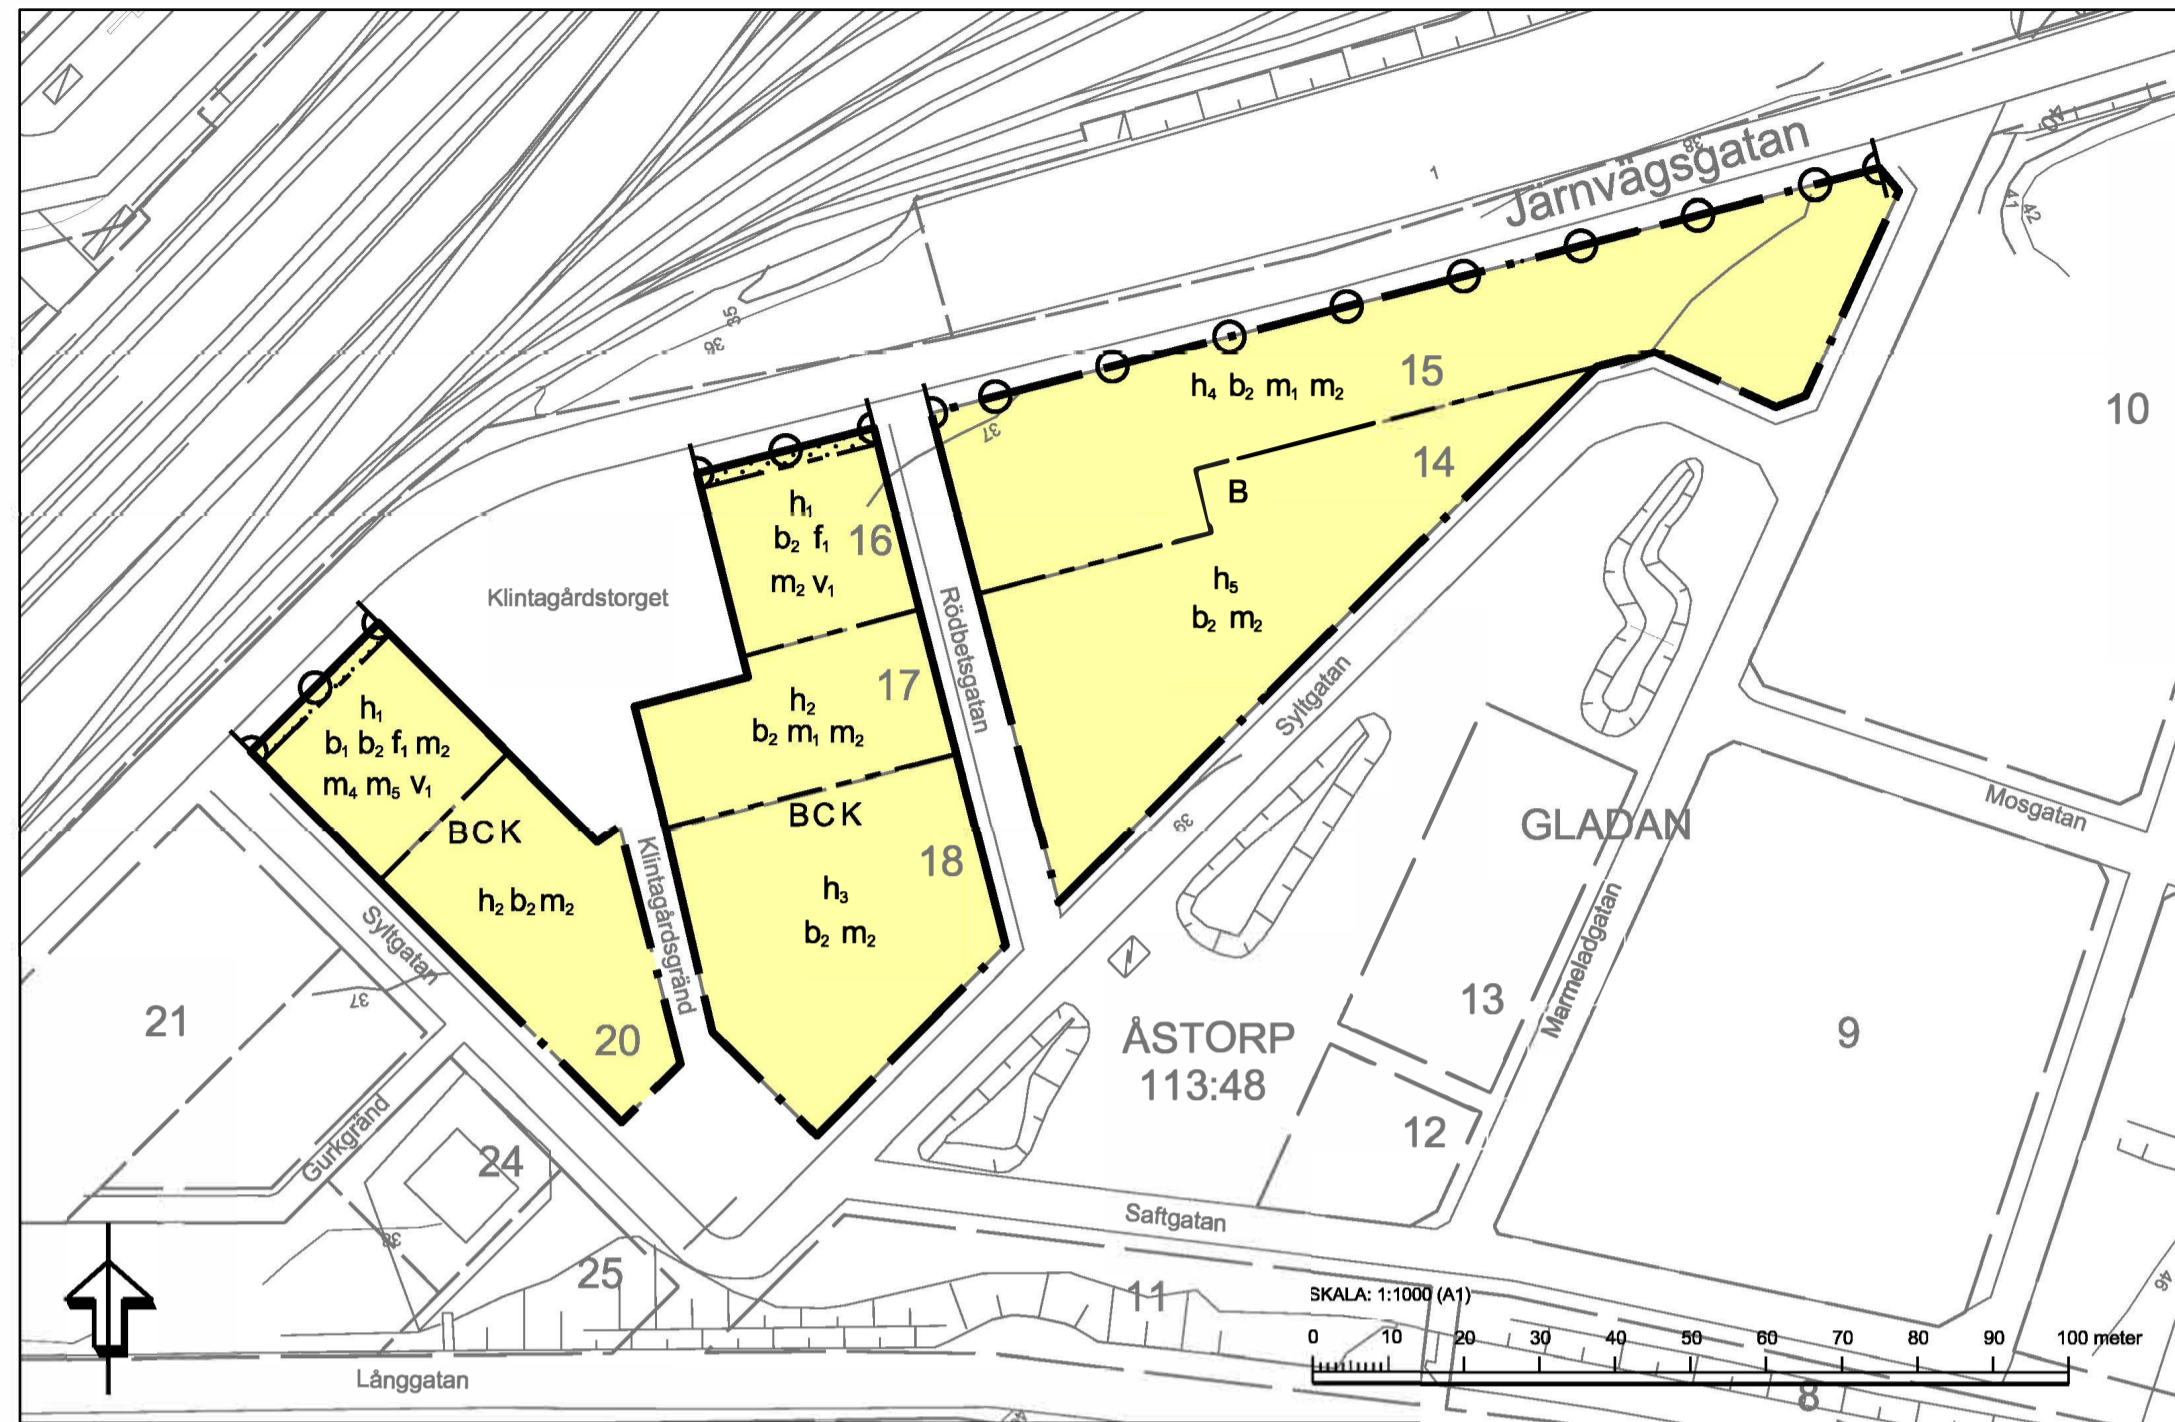 Järnvägsgatan
38
40
41
42
1
35
36
37
15
h₄ b₂ m₁ m₂
14
B
h₅
b₂ m₂
10
h₁
b₂ f₁
m₂ v₁
16
Klintagårdstorget
Rödbetsgatan
17
h₂
b₂ m₁ m₂
h₁
b₁ b₂ f₁ m₂
m₄ m₅ v₁
BCK
h₂ b₂ m₂
BCK
18
h₃
b₂ m₂
Klintagårdsgränd
Syltgatan
39
Syltgatan
37
20
21
GLADAN
Mosgatan
Marmeladgatan
13
9
ÅSTORP
113:48
12
Gurkgränd
24
38
25
Saftgatan
11
46
SKALA: 1:1000 (A1)
0 10 20 30 40 50 60 70 80 90 100 meter
8
Långgatan